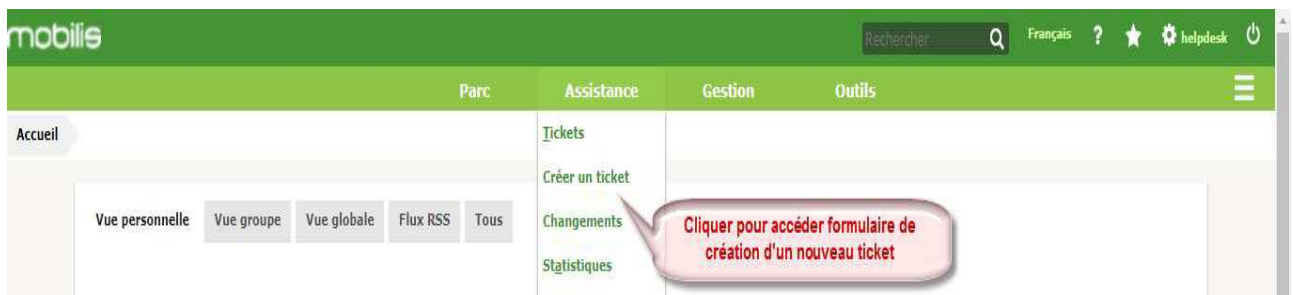 mobilis
Rechercher Français ? helpdesk
Parc Assistance Gestion Outils
Accueil
Tickets
Créer un ticket
Vue personnelle Vue groupe Vue globale Flux RSS Tous
Changements
Statistiques
Cliquer pour accéder formulaire de
création d'un nouveau ticket